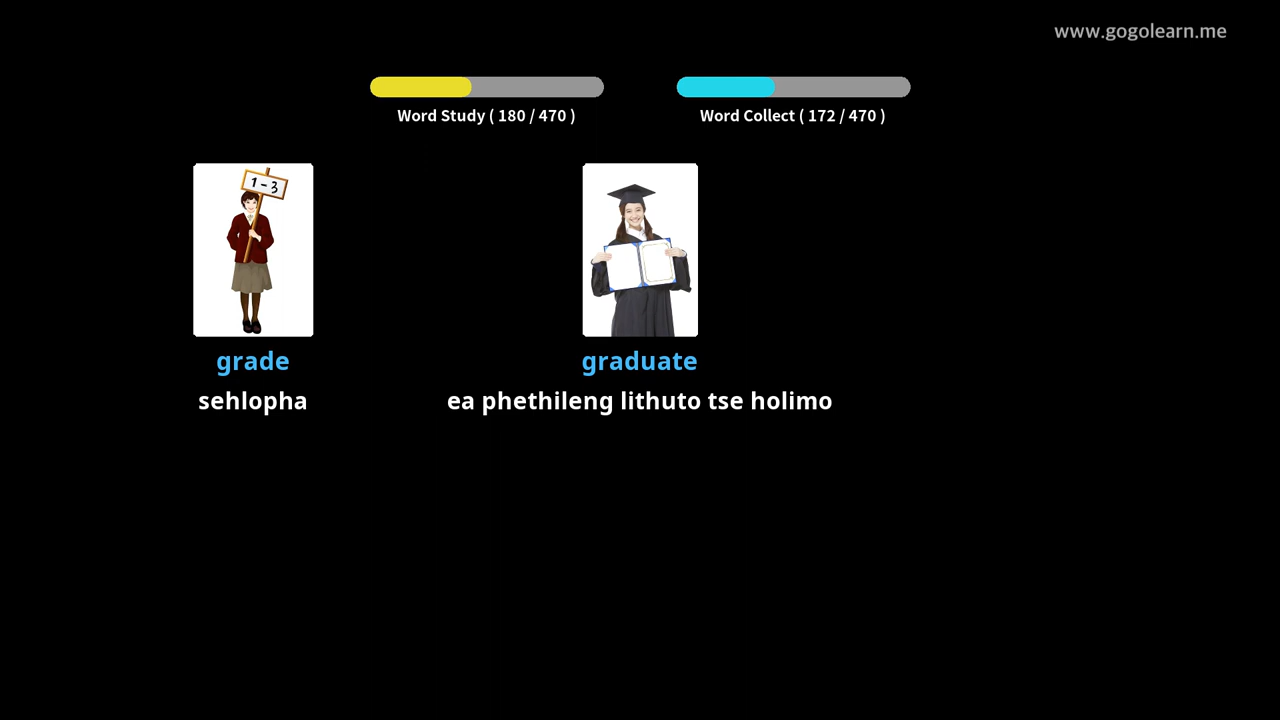 www.gogolearn.me
Word Study ( 180 / 470 )
Word Collect ( 172 / 470 )
1 - 3
grade
graduate
sehlopha
ea phethileng lithuto tse holimo